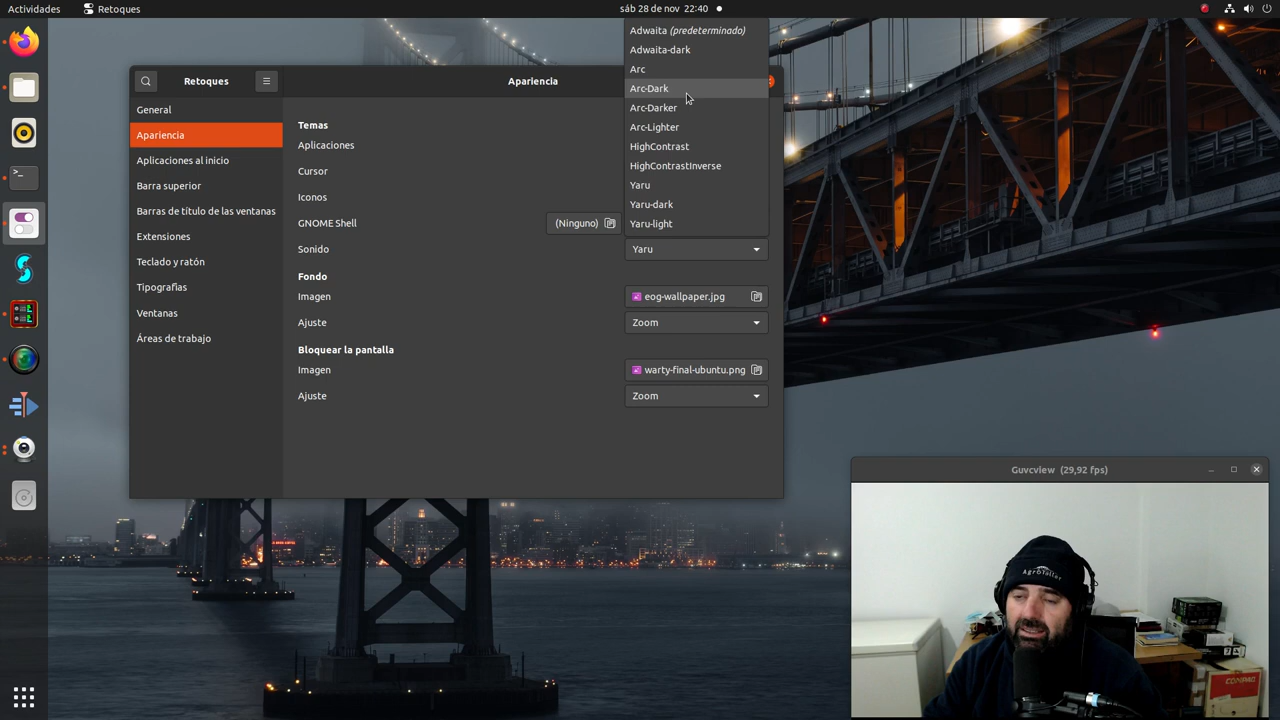 Actividades
Retoques
sáb 28 de nov 22:40
Retoques
Apariencia
General
Apariencia
Aplicaciones al inicio
Barra superior
Barras de título de las ventanas
Extensiones
Teclado y ratón
Tipografias
Ventanas
Áreas de trabajo
Temas
Aplicaciones
Cursor
Iconos
GNOME Shell
(Ninguno)
Sonido
Yaru
Adwaita (predeterminado)
Adwaita-dark
Arc
Arc-Dark
Arc-Darker
Arc-Lighter
HighContrast
HighContrastInverse
Yaru
Yaru-dark
Yaru-light
Fondo
Imagen
eog-wallpaper.jpg
Ajuste
Zoom
Bloquear la pantalla
Imagen
warty-final-ubuntu.png
Ajuste
Zoom
Guvcview (29,92 fps)
AgroTailer
COMPAQ